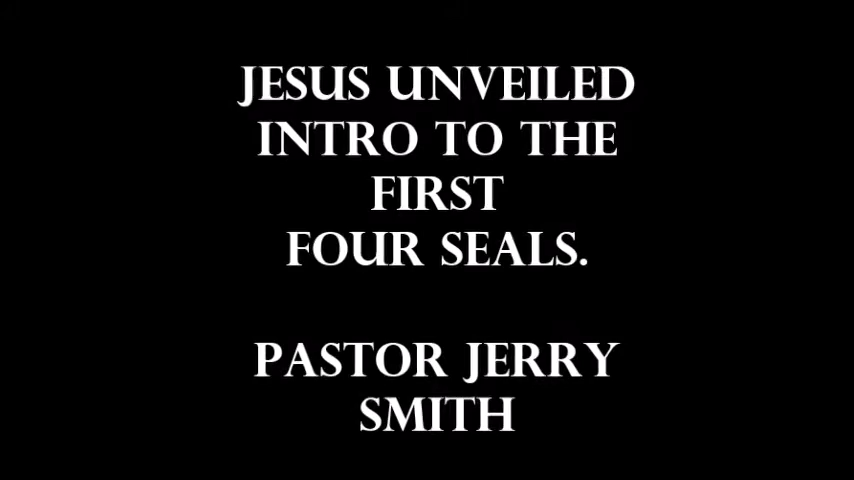 JESUS UNVEILED
INTRO TO THE
FIRST
FOUR SEALS.
PASTOR JERRY
SMITH